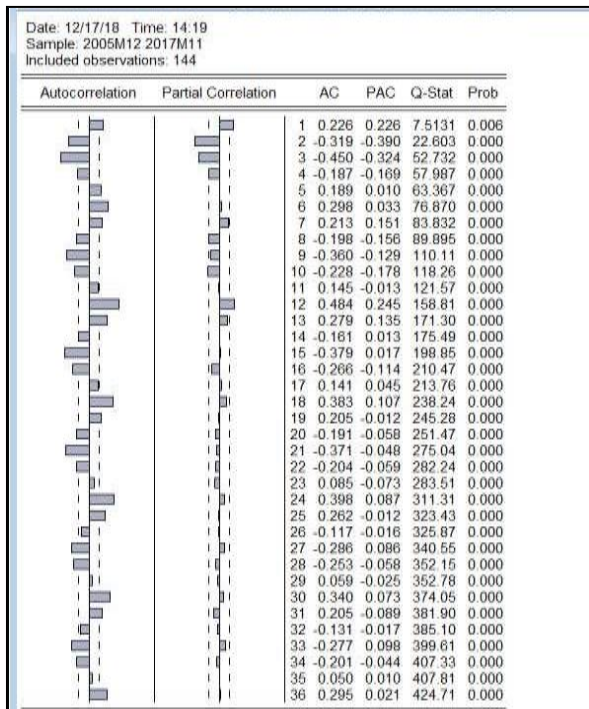 Date: 12/17/18 Time: 14:19
Sample: 2005M12 2017M11
Included observations: 144
Autocorrelation Partial Correlation AC PAC Q-Stat Prob
1 0.226 0.226 7.5131 0.006
2 -0.319 -0.390 22.603 0.000
3 -0.450 -0.324 52.732 0.000
4 -0.187 -0.169 57.987 0.000
5 0.189 0.010 63.367 0.000
6 0.298 0.033 76.870 0.000
7 0.213 0.151 83.832 0.000
8 -0.198 -0.156 89.895 0.000
9 -0.360 -0.129 110.11 0.000
10 -0.228 -0.178 118.26 0.000
11 0.145 -0.013 121.57 0.000
12 0.484 0.245 158.81 0.000
13 0.279 0.135 171.30 0.000
14 -0.161 0.013 175.49 0.000
15 -0.379 0.017 198.85 0.000
16 -0.266 -0.114 210.47 0.000
17 0.141 0.045 213.76 0.000
18 0.383 0.107 238.24 0.000
19 0.205 -0.012 245.28 0.000
20 -0.191 -0.058 251.47 0.000
21 -0.371 -0.048 275.04 0.000
22 -0.204 -0.059 282.24 0.000
23 0.085 -0.073 283.51 0.000
24 0.398 0.087 311.31 0.000
25 0.262 -0.012 323.43 0.000
26 -0.117 -0.016 325.87 0.000
27 -0.286 0.086 340.55 0.000
28 -0.253 -0.058 352.15 0.000
29 0.059 -0.025 352.78 0.000
30 0.340 0.073 374.05 0.000
31 0.205 -0.089 381.90 0.000
32 -0.131 -0.017 385.10 0.000
33 -0.277 0.098 399.61 0.000
34 -0.201 -0.044 407.33 0.000
35 0.050 0.010 407.81 0.000
36 0.295 0.021 424.71 0.000